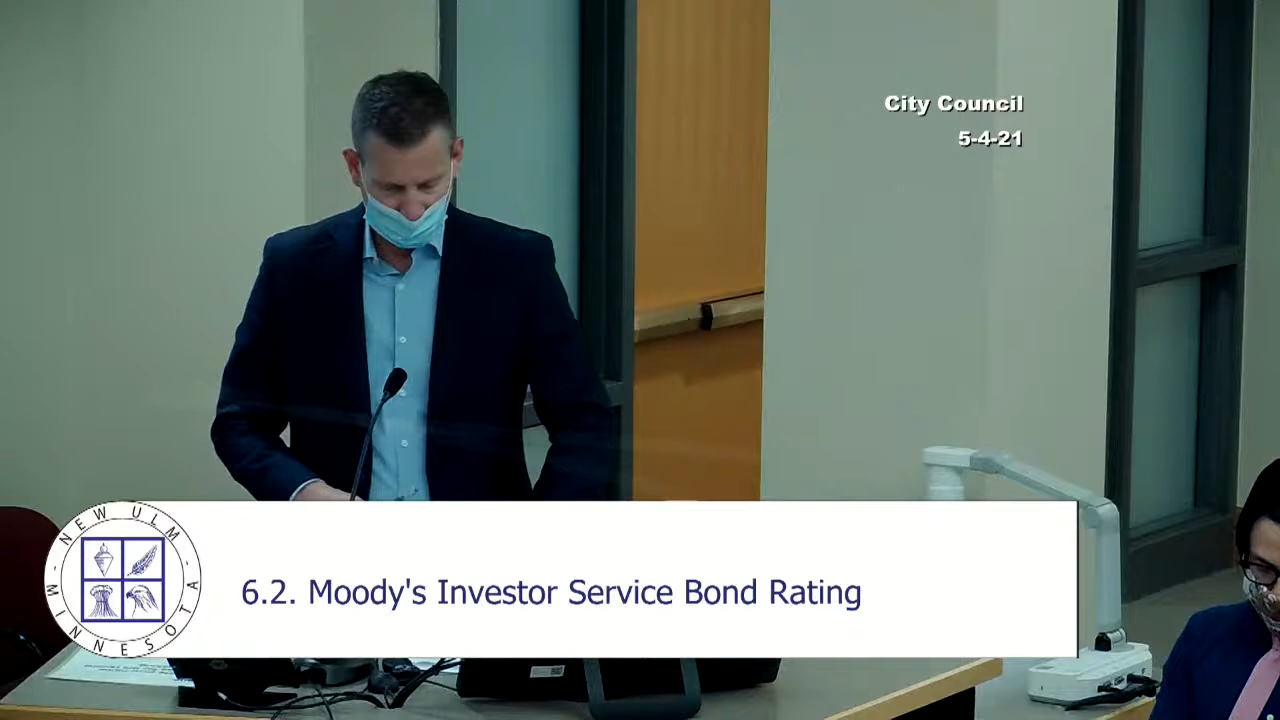 City Council
5-4-21
NEW ULM
MINNESOTA
6.2. Moody's Investor Service Bond Rating